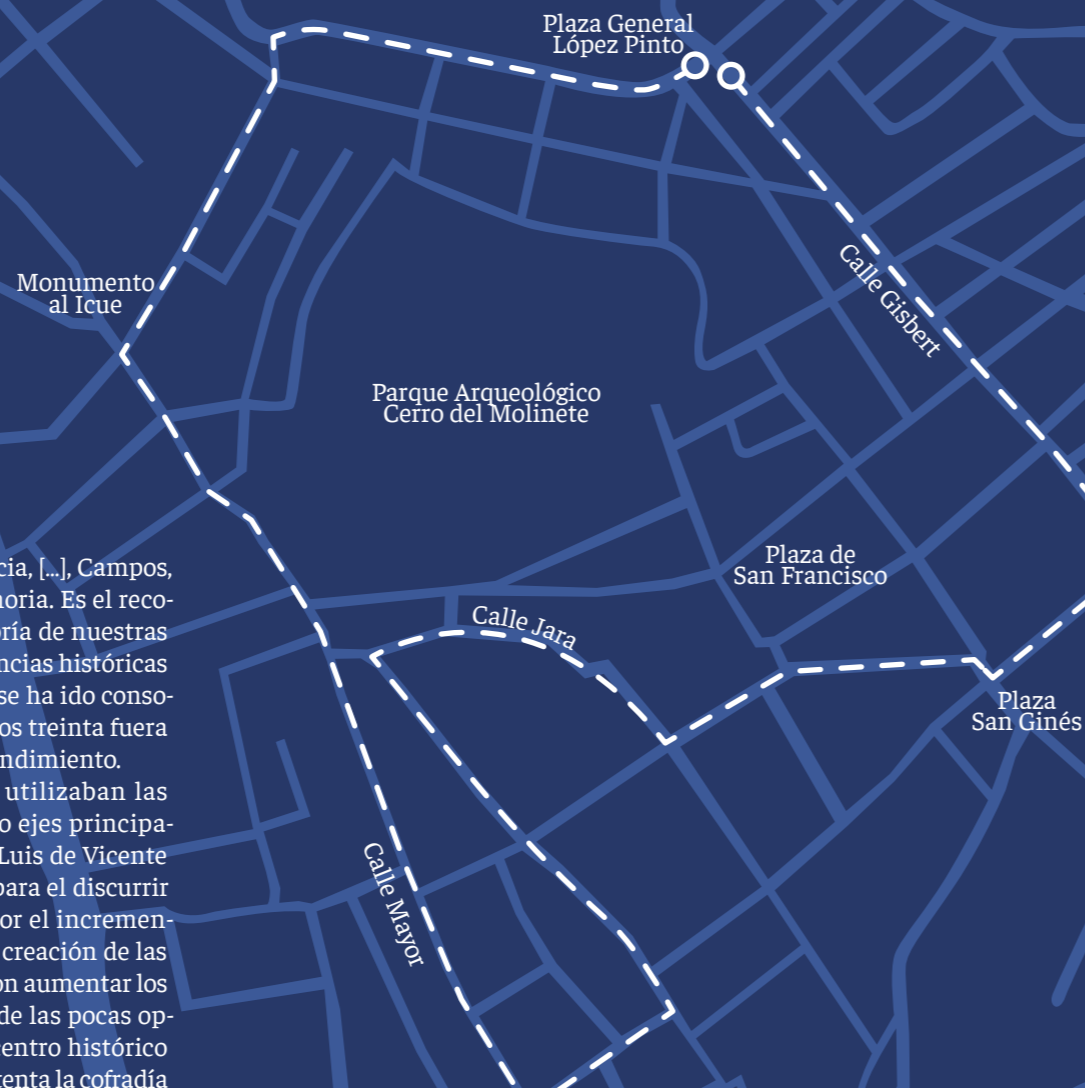 Plaza General
López Pinto
Calle Gisbert
Monumento
al Icue
Parque Arqueológico
Cerro del Molinete
Plaza de
San Francisco
Calle Jara
Plaza
San Ginés
Calle Mayor
cia, [...], Campos,
noria. Es el reco-
ría de nuestras
ncias históricas
se ha ido conso-
os treinta fuera
ndimiento.
utilizaban las
o ejes principa-
Luis de Vicente
para el discurrir
or el incremen-
creación de las
on aumentar los
de las pocas op-
entro histórico
tenta la cofradía